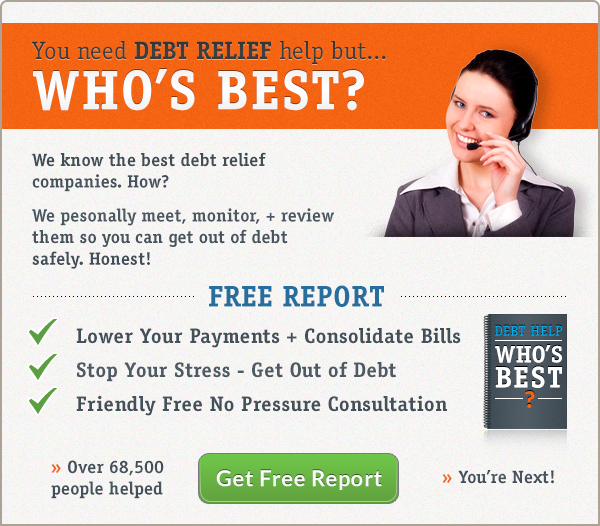 You need DEBT RELIEF help but...
WHO'S BEST?
We know the best debt relief
companies. How?
We pesonally meet, monitor, + review
them so you can get out of debt
safely. Honest!
FREE REPORT
Lower Your Payments + Consolidate Bills
Stop Your Stress - Get Out of Debt
Friendly Free No Pressure Consultation
DEBT HELP
WHO'S
BEST
?
» Over 68,500
people helped
Get Free Report
» You're Next!